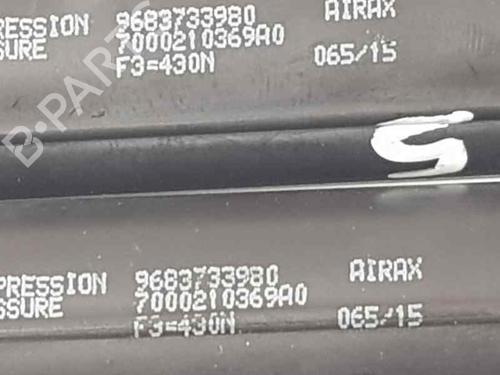 PRESSION 9683733980 AIRAX
SSURE 7000210369A0
F3=430N 065/15
S
PRESSION 9683733980 AIRAX
SSURE 7000210369A0
F3=430N 065/15
B-PARTS